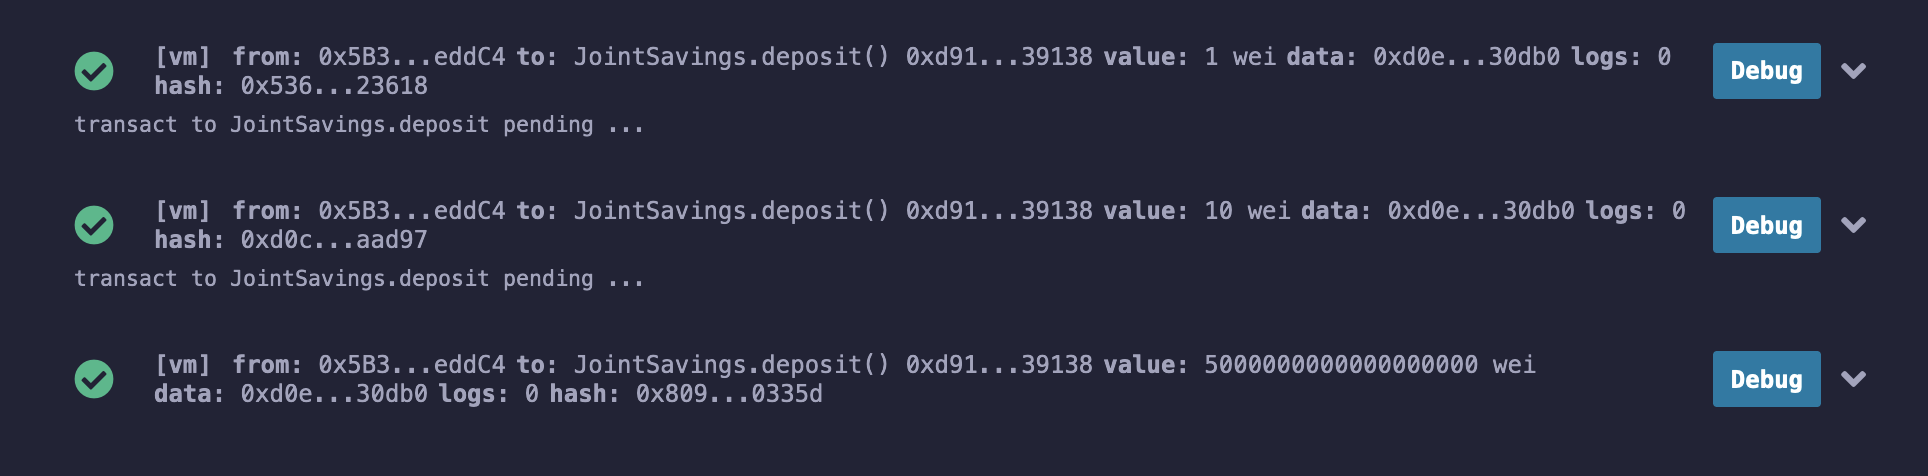 [vm] from: 0x5B3...eddC4 to: JointSavings.deposit() 0xd91...39138 value: 1 wei data: 0xd0e...30db0 logs: 0
Debug
hash: 0x536...23618
transact to JointSavings.deposit pending ...
[vm] from: 0x5B3...eddC4 to: JointSavings.deposit() 0xd91...39138 value: 10 wei data: 0xd0e...30db0 logs: 0
Debug
hash: 0xd0c...aad97
transact to JointSavings.deposit pending ...
[vm] from: 0x5B3...eddC4 to: JointSavings.deposit() 0xd91...39138 value: 5000000000000000000 wei
Debug
data: 0xd0e...30db0 logs: 0 hash: 0x809...0335d